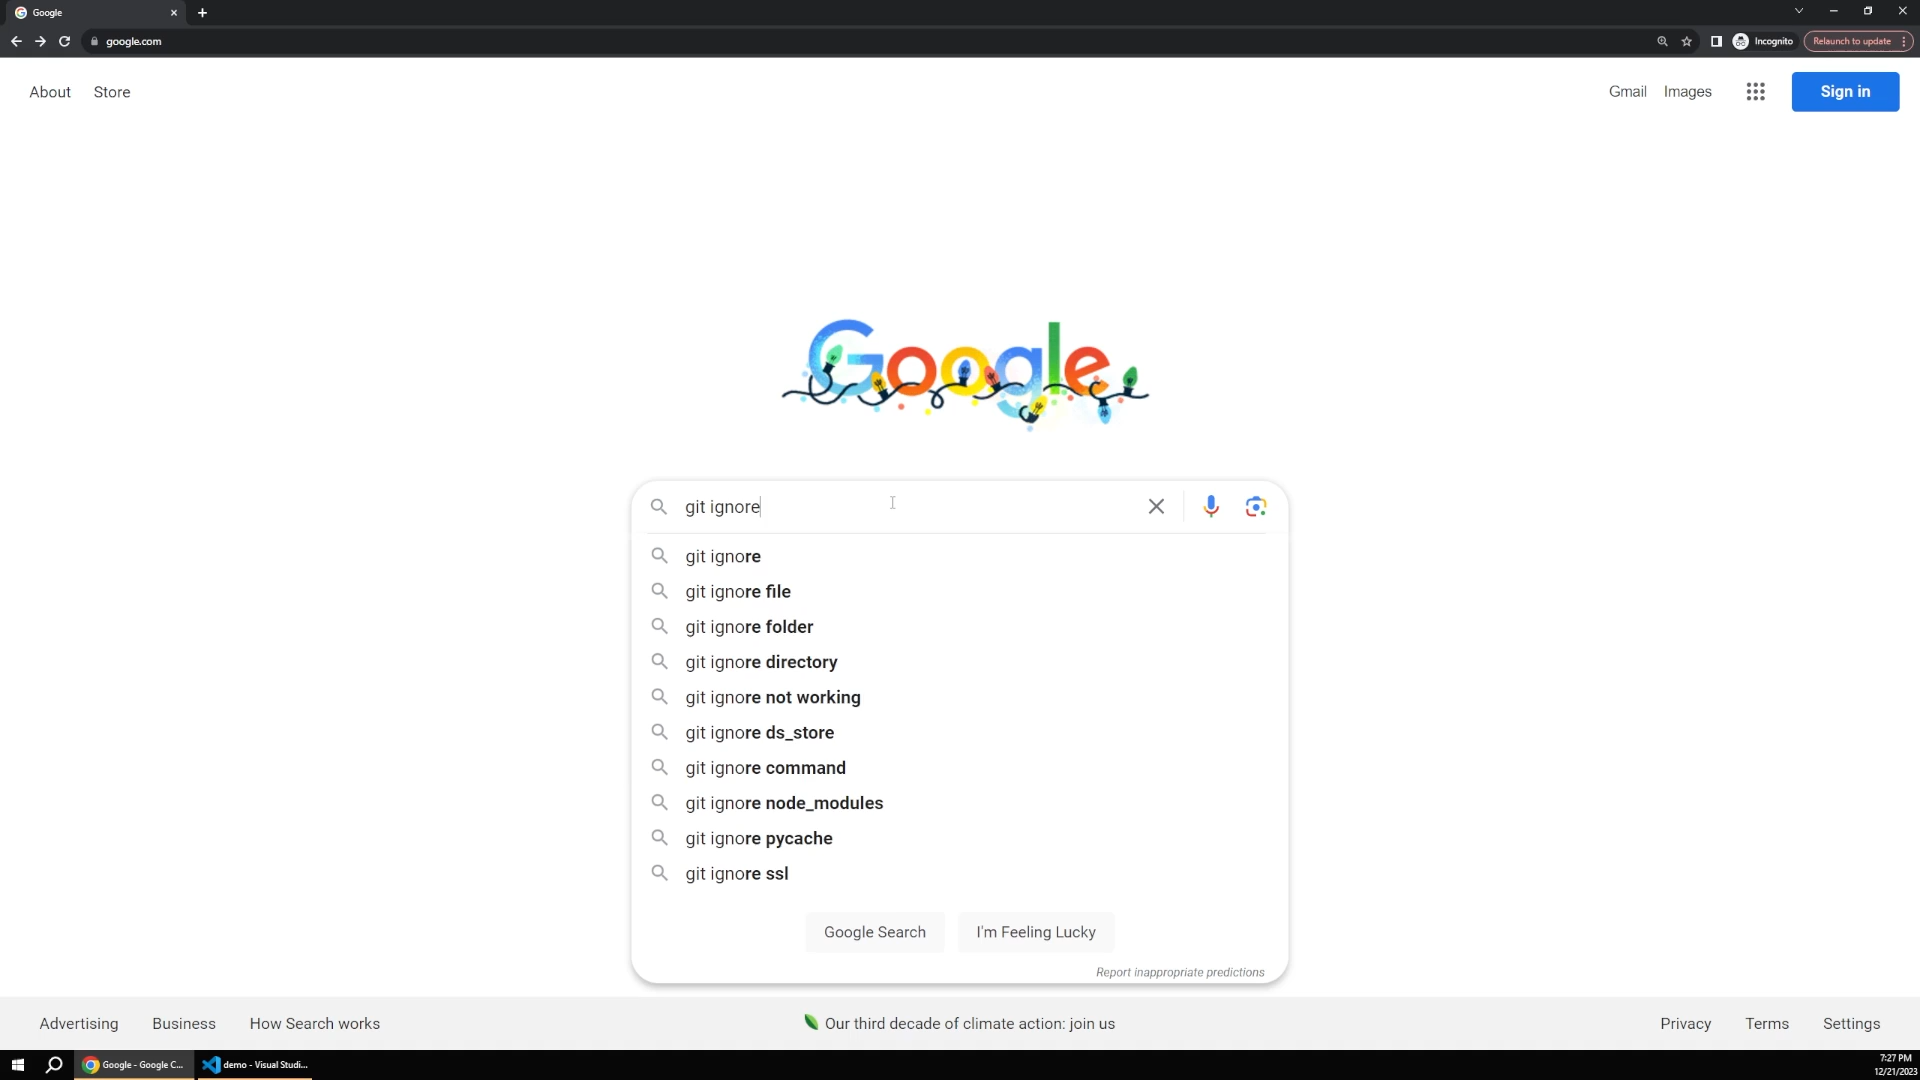 Google
google.com
Incognito
Relaunch to update
About
Store
Gmail
Images
Sign in
Google
git ignore
git ignore
git ignore file
git ignore folder
git ignore directory
git ignore not working
git ignore ds_store
git ignore command
git ignore node_modules
git ignore pycache
git ignore ssl
Google Search
I'm Feeling Lucky
Report inappropriate predictions
Advertising
Business
How Search works
Our third decade of climate action: join us
Privacy
Terms
Settings
Google - Google C...
demo - Visual Studi...
7:27 PM
12/21/2023